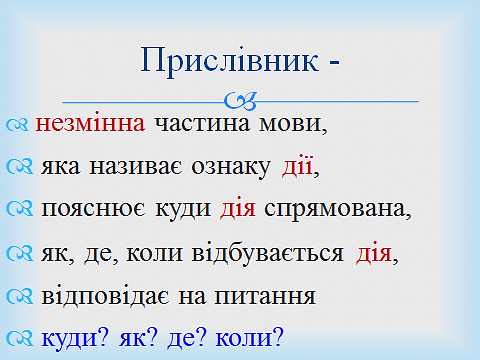 Прислівник -
незмінна частина мови,
яка називає ознаку дії,
пояснює куди дія спрямована,
як, де, коли відбувається дія,
відповідає на питання
куди? як? де? коли?